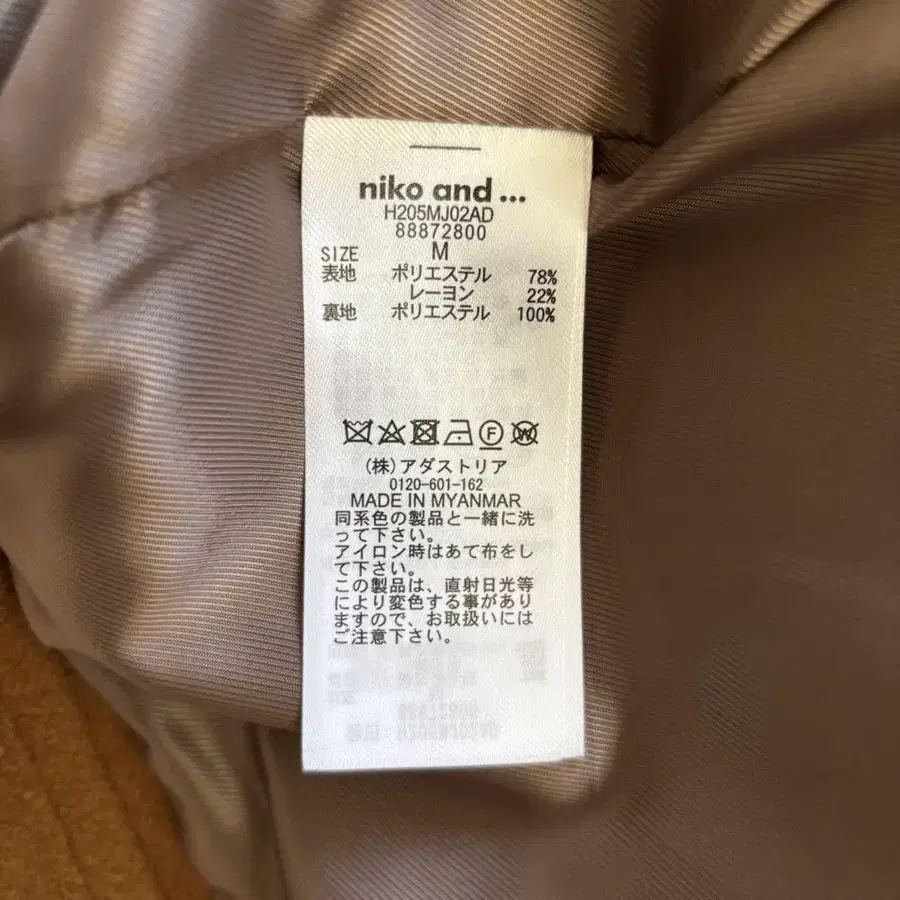 niko and ...
H205MJ02AD
88872800
SIZE M
表地 ポリエステル 78%
レーヨン 22%
裏地 ポリエステル 100%
F W
(株)アダストリア
0120-601-162
MADE IN MYANMAR
同系色の製品と一緒に洗
って下さい。
アイロン時はあて布をし
て下さい。
この製品は、直射日光等
により変色する事があり
ますので、お取扱いには
ご注意下さい。